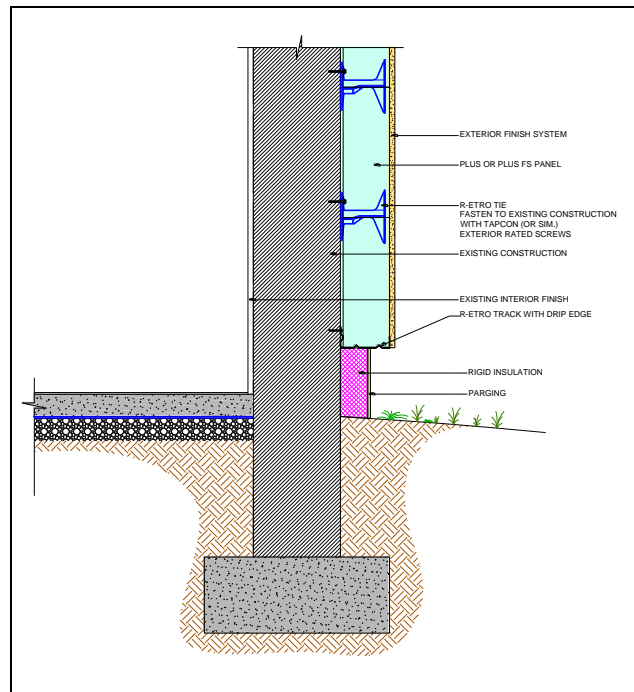 EXTERIOR FINISH SYSTEM
PLUS OR PLUS FS PANEL
R-ETRO TIE
FASTEN TO EXISTING CONSTRUCTION
WITH TAPCON (OR SIM.)
EXTERIOR RATED SCREWS
EXISTING CONSTRUCTION
EXISTING INTERIOR FINISH
R-ETRO TRACK WITH DRIP EDGE
RIGID INSULATION
PARGING